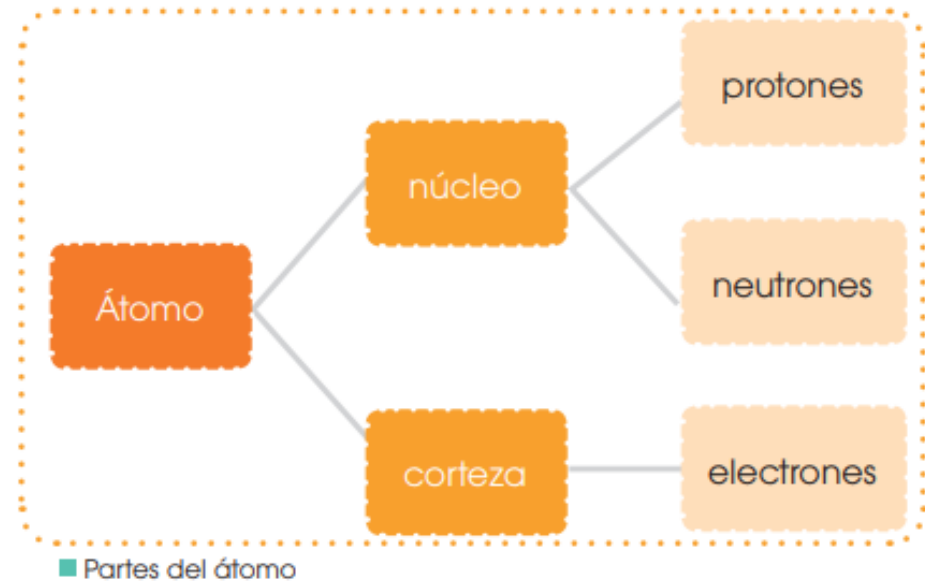 protones
núcleo
neutrones
Átomo
corteza
electrones
Partes del átomo